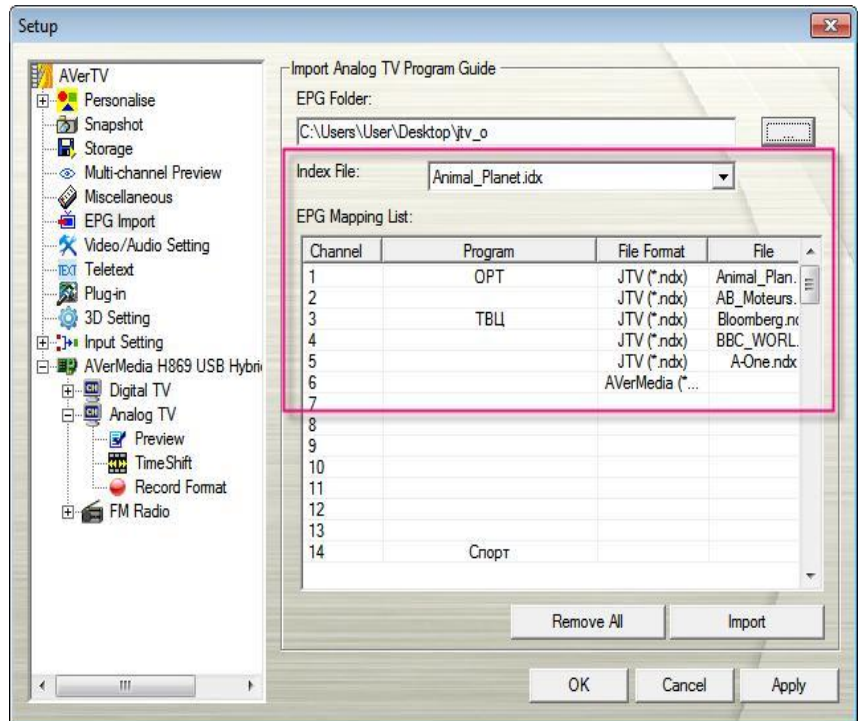 Setup
AVerTV
Personalise
Snapshot
Storage
Multi-channel Preview
Miscellaneous
EPG Import
Video/Audio Setting
TEXT Teletext
Plug-in
3D Setting
Input Setting
AVerMedia H869 USB Hybri
CH Digital TV
CH Analog TV
Preview
TimeShift
Record Format
FM Radio
Import Analog TV Program Guide
EPG Folder:
C:\Users\User\Desktop\jtv_o
...
Index File: Animal_Planet.idx
EPG Mapping List:
Channel Program File Format File
1 ОРТ JTV (*.ndx) Animal_Plan.
2 JTV (*.ndx) AB_Moteurs.
3 ТВЦ JTV (*.ndx) Bloomberg.nd
4 JTV (*.ndx) BBC_WORL.
5 JTV (*.ndx) A-One.ndx
6 AVerMedia (*...
7
8
9
10
11
12
13
14 Спорт
Remove All Import
OK Cancel Apply